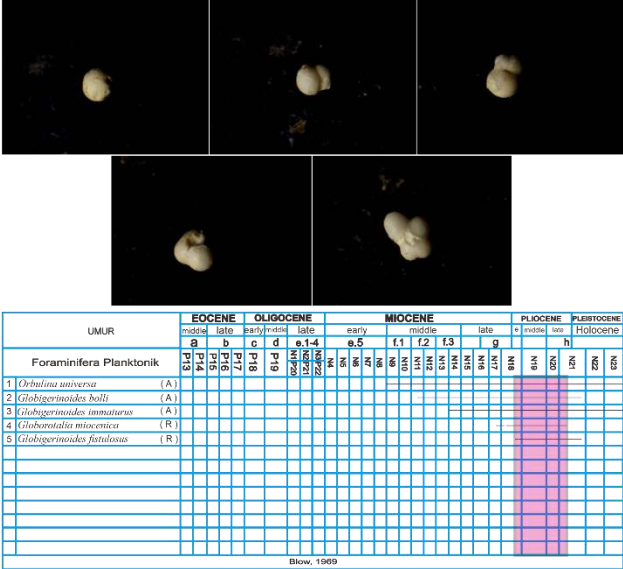 EOCENE OLIGOCENE MIOCENE PLIOCENE PLEISTOCENE
UMUR middle late early middle late early middle late e middle late Holocene
a b c d e.1-4 e.5 f.1 f.2 f.3 g h
Foraminifera Planktonik P13 P14 P15 P16 P17 P18 P19 N1P20 N2P21 N3P22 N4 N5 N6 N7 N8 N9 N10 N11 N12 N13 N14 N15 N16 N17 N18 N19 N20 N21 N22 N23
1 Orbulina universa (A)
2 Globigerinoides bolli (A)
3 Globigerinoides immaturus (A)
4 Globorotalia miocenica (R)
5 Globigerinoides fistulosus (R)
Blow, 1969